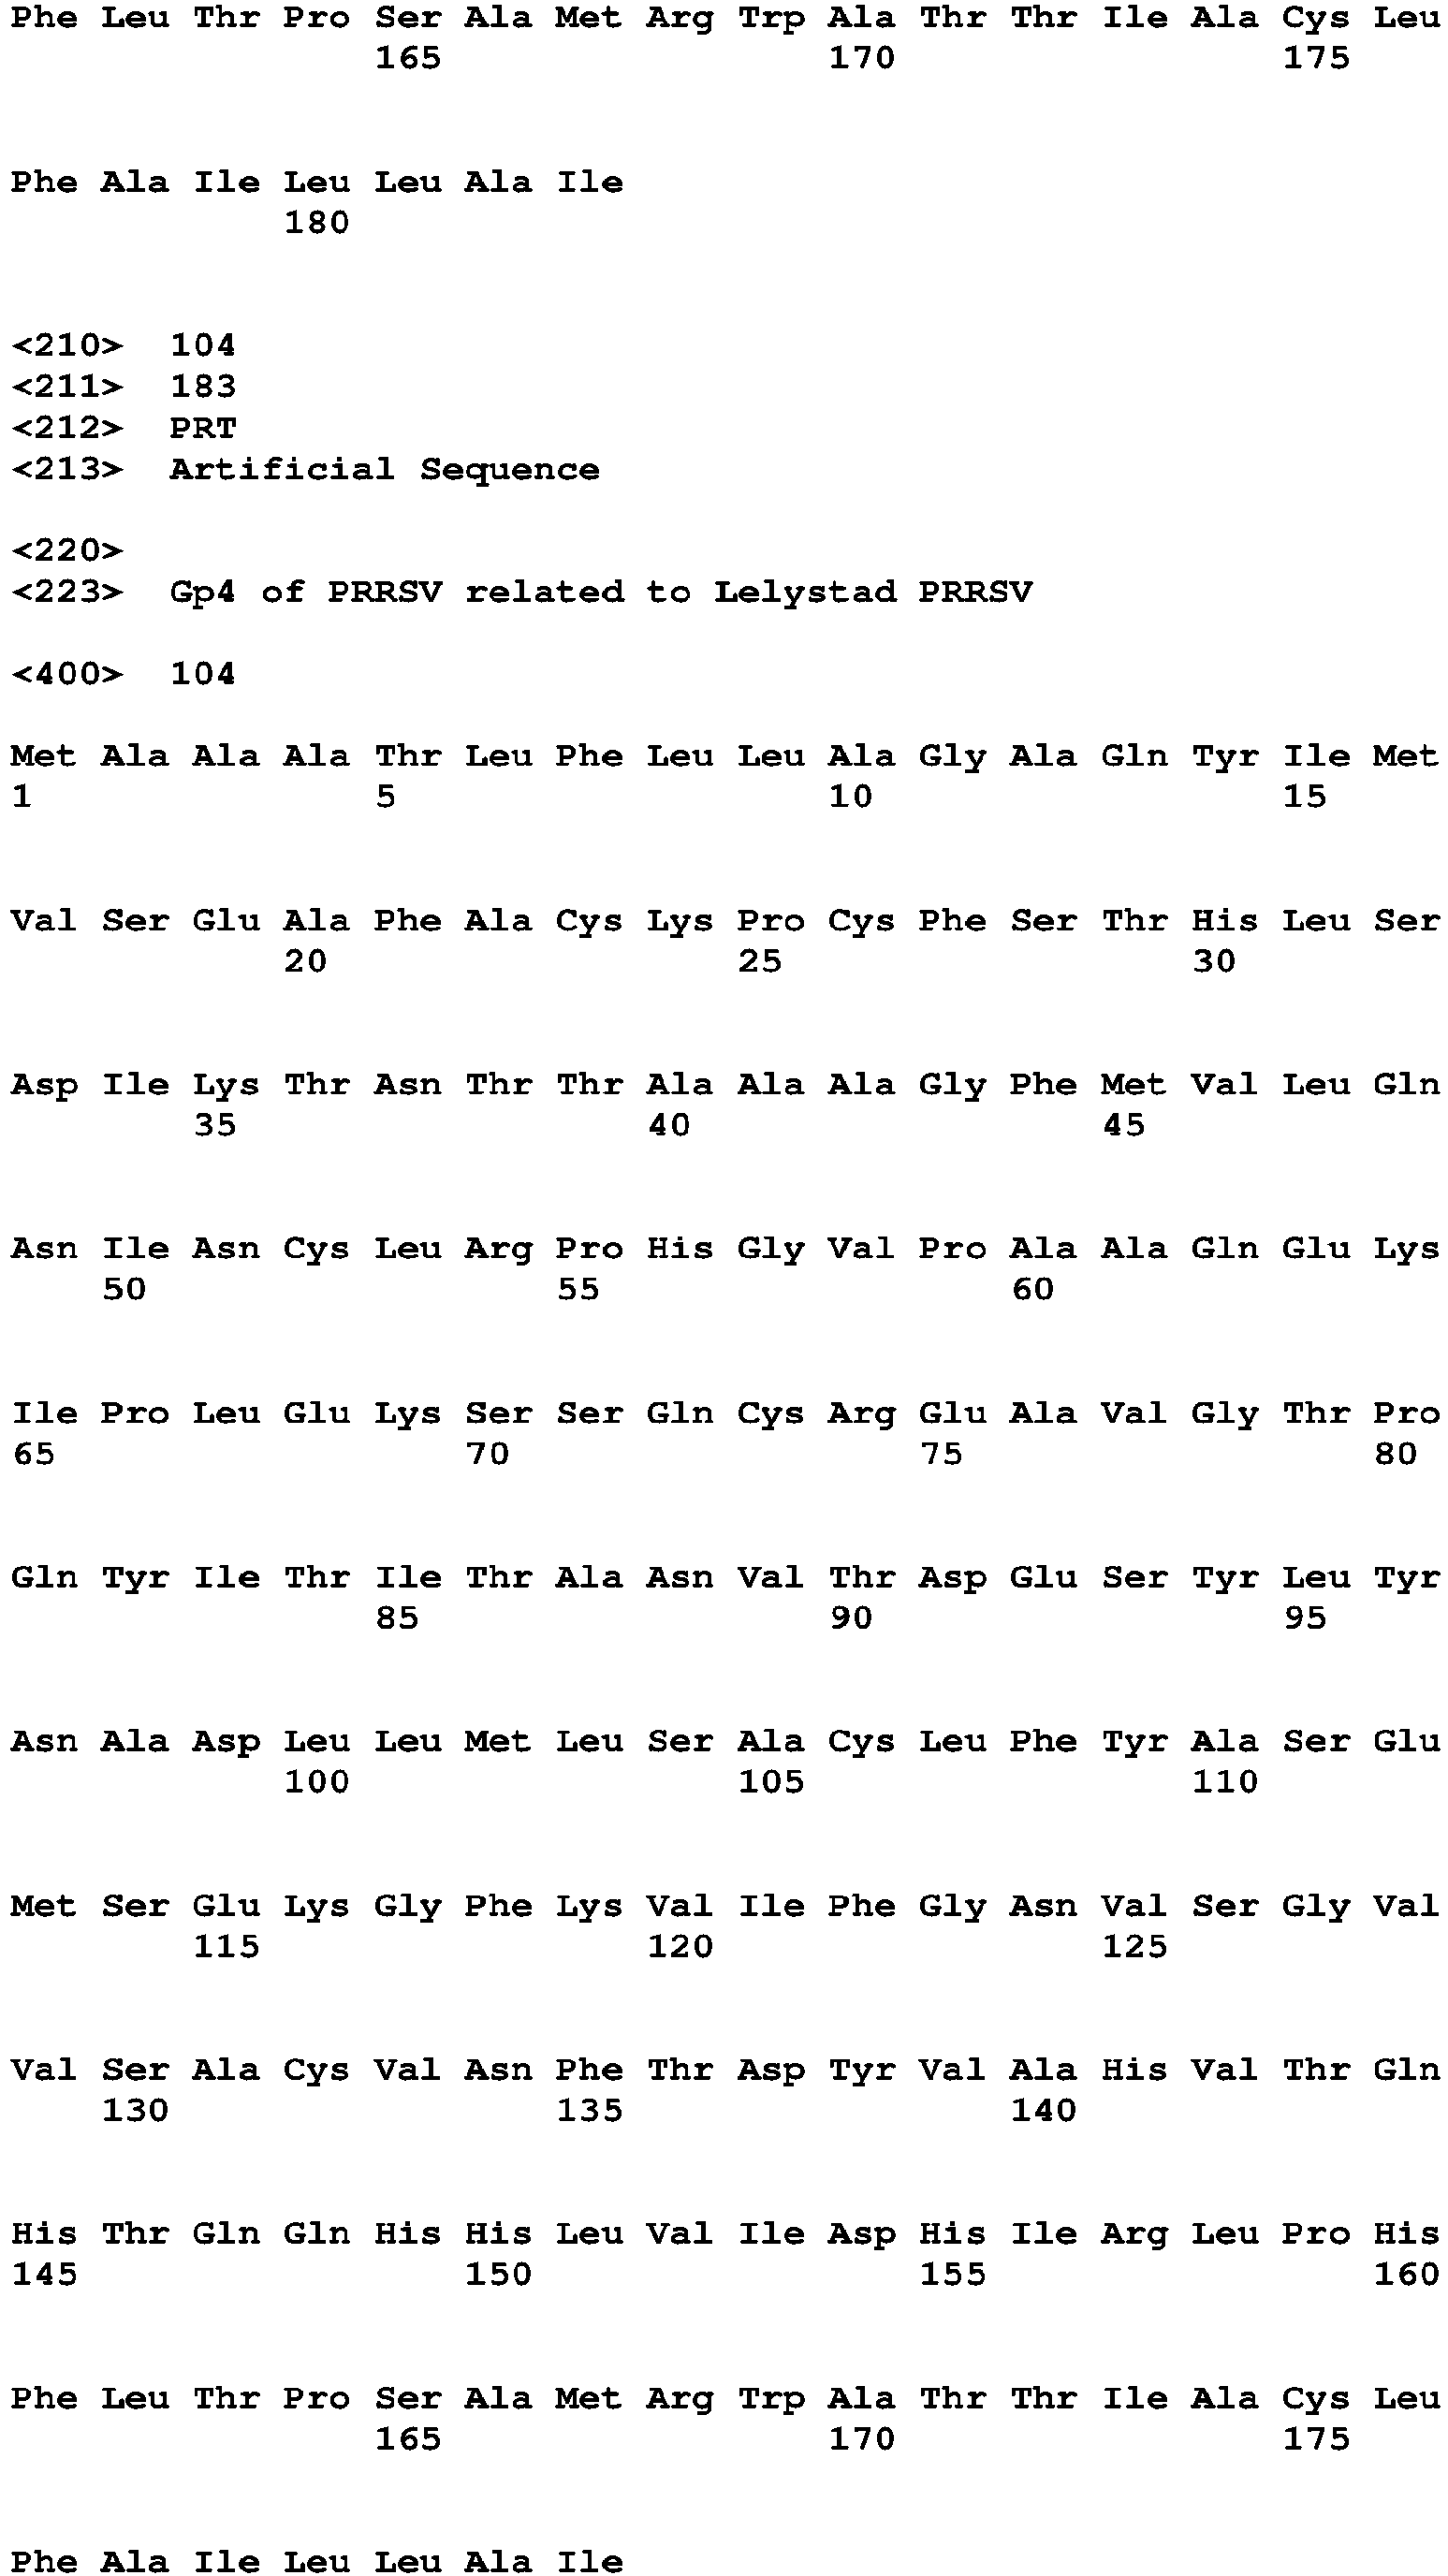 Phe Leu Thr Pro Ser Ala Met Arg Trp Ala Thr Thr Ile Ala Cys Leu
165 170 175
Phe Ala Ile Leu Leu Ala Ile
180
<210> 104
<211> 183
<212> PRT
<213> Artificial Sequence
<220>
<223> Gp4 of PRRSV related to Lelystad PRRSV
<400> 104
Met Ala Ala Ala Thr Leu Phe Leu Leu Ala Gly Ala Gln Tyr Ile Met
1 5 10 15
Val Ser Glu Ala Phe Ala Cys Lys Pro Cys Phe Ser Thr His Leu Ser
20 25 30
Asp Ile Lys Thr Asn Thr Thr Ala Ala Ala Gly Phe Met Val Leu Gln
35 40 45
Asn Ile Asn Cys Leu Arg Pro His Gly Val Pro Ala Ala Gln Glu Lys
50 55 60
Ile Pro Leu Glu Lys Ser Ser Gln Cys Arg Glu Ala Val Gly Thr Pro
65 70 75 80
Gln Tyr Ile Thr Ile Thr Ala Asn Val Thr Asp Glu Ser Tyr Leu Tyr
85 90 95
Asn Ala Asp Leu Leu Met Leu Ser Ala Cys Leu Phe Tyr Ala Ser Glu
100 105 110
Met Ser Glu Lys Gly Phe Lys Val Ile Phe Gly Asn Val Ser Gly Val
115 120 125
Val Ser Ala Cys Val Asn Phe Thr Asp Tyr Val Ala His Val Thr Gln
130 135 140
His Thr Gln Gln His His Leu Val Ile Asp His Ile Arg Leu Pro His
145 150 155 160
Phe Leu Thr Pro Ser Ala Met Arg Trp Ala Thr Thr Ile Ala Cys Leu
165 170 175
Phe Ala Ile Leu Leu Ala Ile